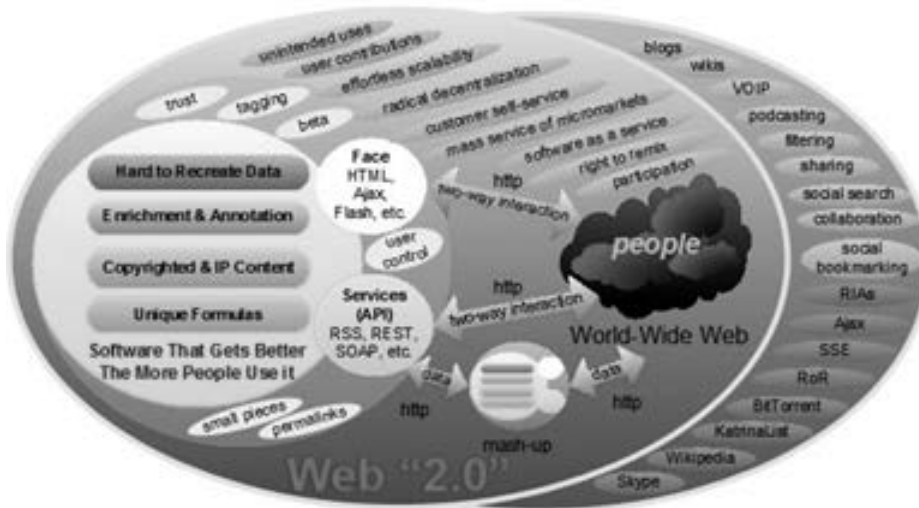 unintended uses
user contributions
effortless scalability
radical decentralization
customer self-service
mass service of micromarkets
software as a service
right to remix
participation
trust
tagging
beta
Hard to Recreate Data
Enrichment & Annotation
Copyrighted & IP Content
Unique Formulas
Software That Gets Better
The More People Use it
Face
HTML,
Ajax,
Flash, etc.
user
control
Services
(API)
RSS, REST,
SOAP, etc.
http
two-way interaction
http
two-way interaction
people
World-Wide Web
data
http
mash-up
data
http
small pieces
permalinks
Web "2.0"
blogs
wikis
VOIP
podcasting
filtering
sharing
social search
collaboration
social
bookmarking
RIAs
Ajax
SSE
RoR
BitTorrent
KatrinaList
Wikipedia
Skype